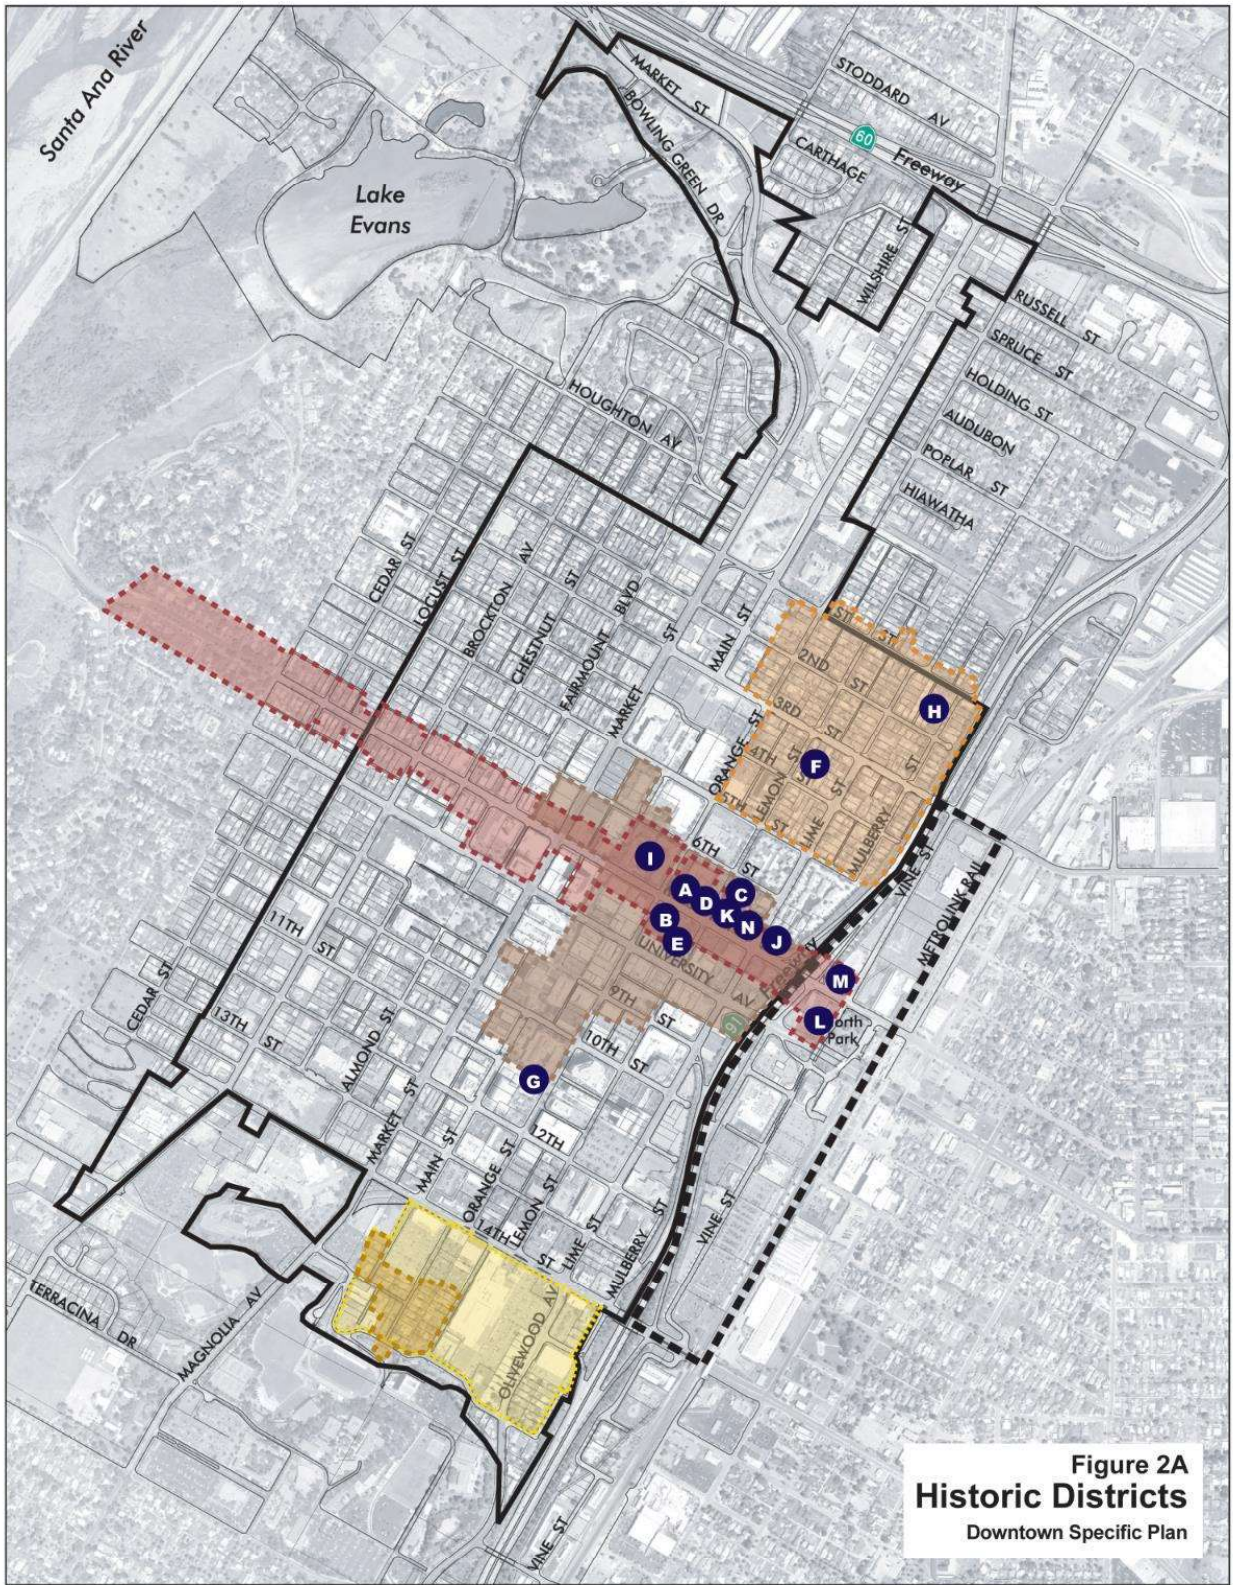 Santa Ana River
MARKET ST
STODDARD
AV
BOWLING GREEN DR
60
Freeway
CARTHAGE
Lake
Evans
WILSHIRE ST
RUSSELL ST
SPRUCE ST
HOLDING ST
HOUGHTON AV
AUDUBON
POPLAR ST
HIAWATHA
CEDAR ST
LOCUST ST
BROCKTON AV
CHESTNUT ST
FAIRMOUNT BLVD
MARKET ST
MAIN ST
ST ST
2ND ST
3RD ST
4TH ST
5TH ST
ORANGE ST
LEMON ST
LIME ST
MULBERRY ST
H
F
6TH ST
I
A
D
C
K
N
B
E
J
UNIVERSITY AV
Freeway
VINE ST
METROLINK RAIL
M
L
orth
Park
91
9TH ST
10TH ST
11TH ST
CEDAR ST
13TH ST
ALMOND ST
G
12TH
MARKET ST
MAIN ST
ORANGE ST
LEMON ST
14TH ST
LIME ST
MULBERRY ST
VINE ST
OLIVEWOOD AV
TERRACINA DR
MAGNOLIA AV
VINE ST
Figure 2A
Historic Districts
Downtown Specific Plan